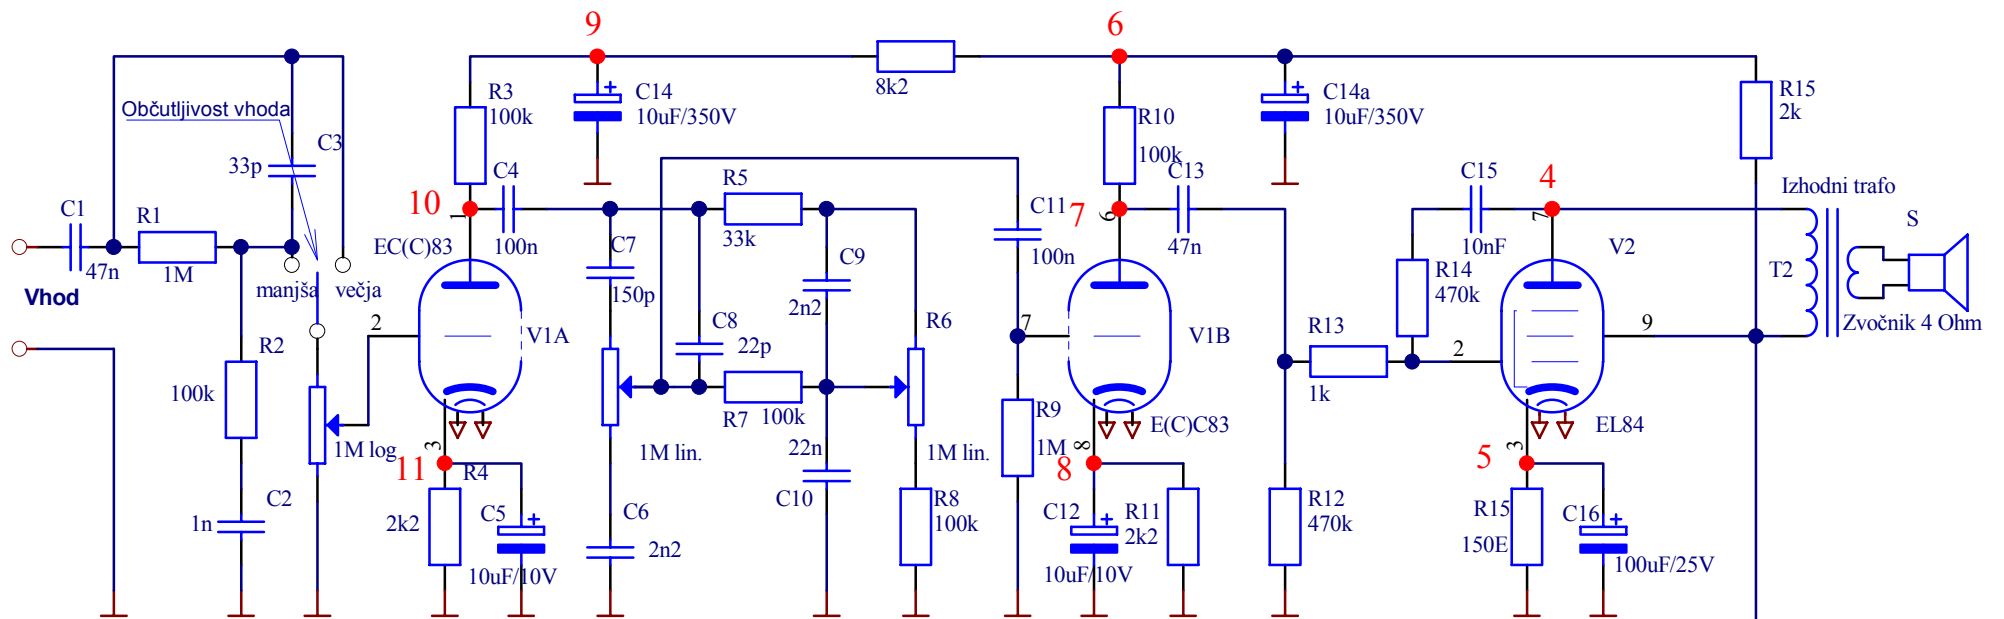 9
6
R3
100k
C14
10uF/350V
8k2
R10
100k
C14a
10uF/350V
R15
2k
Občutljivost vhoda
C3
33p
C4
100n
10
1
EC(C)83
R5
33k
C11
100n
7
6
C13
47n
C15
10nF
4
7
Izhodni trafo
S
V2
T2
C1
47n
R1
1M
Vhod
manjša
večja
C7
150p
C9
2n2
R14
470k
2
V1A
C8
22p
R6
7
V1B
R13
1k
2
9
Zvočnik 4 Ohm
R2
100k
R7
100k
R9
1M
E(C)C83
EL84
1M log
3
11
R4
2k2
1M lin.
22n
C10
1M lin.
8
8
3
5
C2
1n
C5
10uF/10V
C6
2n2
R8
100k
C12
10uF/10V
R11
2k2
R12
470k
R15
150E
C16
100uF/25V